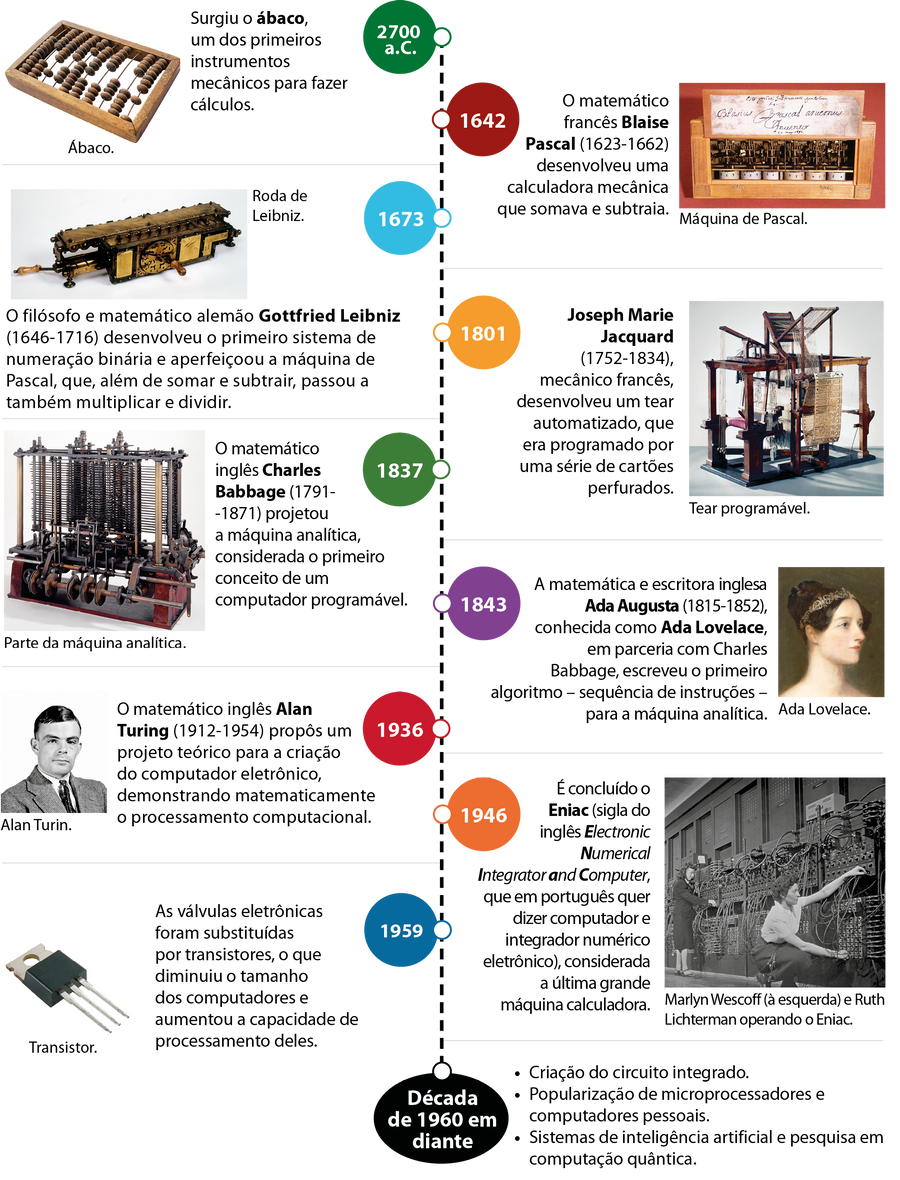 Surgiu o ábaco,
um dos primeiros
instrumentos
mecânicos para fazer
cálculos.
Ábaco.
2700
a.C.
1642
O matemático
francês Blaise
Pascal (1623-1662)
desenvolveu uma
calculadora mecânica
que somava e subtraia.
Máquina de Pascal.
Roda de
Leibniz.
1673
O filósofo e matemático alemão Gottfried Leibniz
(1646-1716) desenvolveu o primeiro sistema de
numeração binária e aperfeiçoou a máquina de
Pascal, que, além de somar e subtrair, passou a
também multiplicar e dividir.
1801
Joseph Marie
Jacquard
(1752-1834),
mecânico francês,
desenvolveu um tear
automatizado, que
era programado por
uma série de cartões
perfurados.
Tear programável.
O matemático
inglês Charles
Babbage (1791-
-1871) projetou
a máquina analítica,
considerada o primeiro
conceito de um
computador programável.
Parte da máquina analítica.
1837
1843
A matemática e escritora inglesa
Ada Augusta (1815-1852),
conhecida como Ada Lovelace,
em parceria com Charles
Babbage, escreveu o primeiro
algoritmo – sequência de instruções –
para a máquina analítica.
Ada Lovelace.
O matemático inglês Alan
Turing (1912-1954) propôs um
projeto teórico para a criação
do computador eletrônico,
demonstrando matematicamente
o processamento computacional.
Alan Turin.
1936
1946
É concluído o
Eniac (sigla do
inglês Electronic
Numerical
Integrator and Computer,
que em português quer
dizer computador e
integrador numérico
eletrônico), considerada
a última grande
máquina calculadora.
Marlyn Wescoff (à esquerda) e Ruth
Lichterman operando o Eniac.
As válvulas eletrônicas
foram substituídas
por transistores, o que
diminuiu o tamanho
dos computadores e
aumentou a capacidade de
processamento deles.
Transistor.
1959
Década
de 1960 em
diante
• Criação do circuito integrado.
• Popularização de microprocessadores e
computadores pessoais.
• Sistemas de inteligência artificial e pesquisa em
computação quântica.